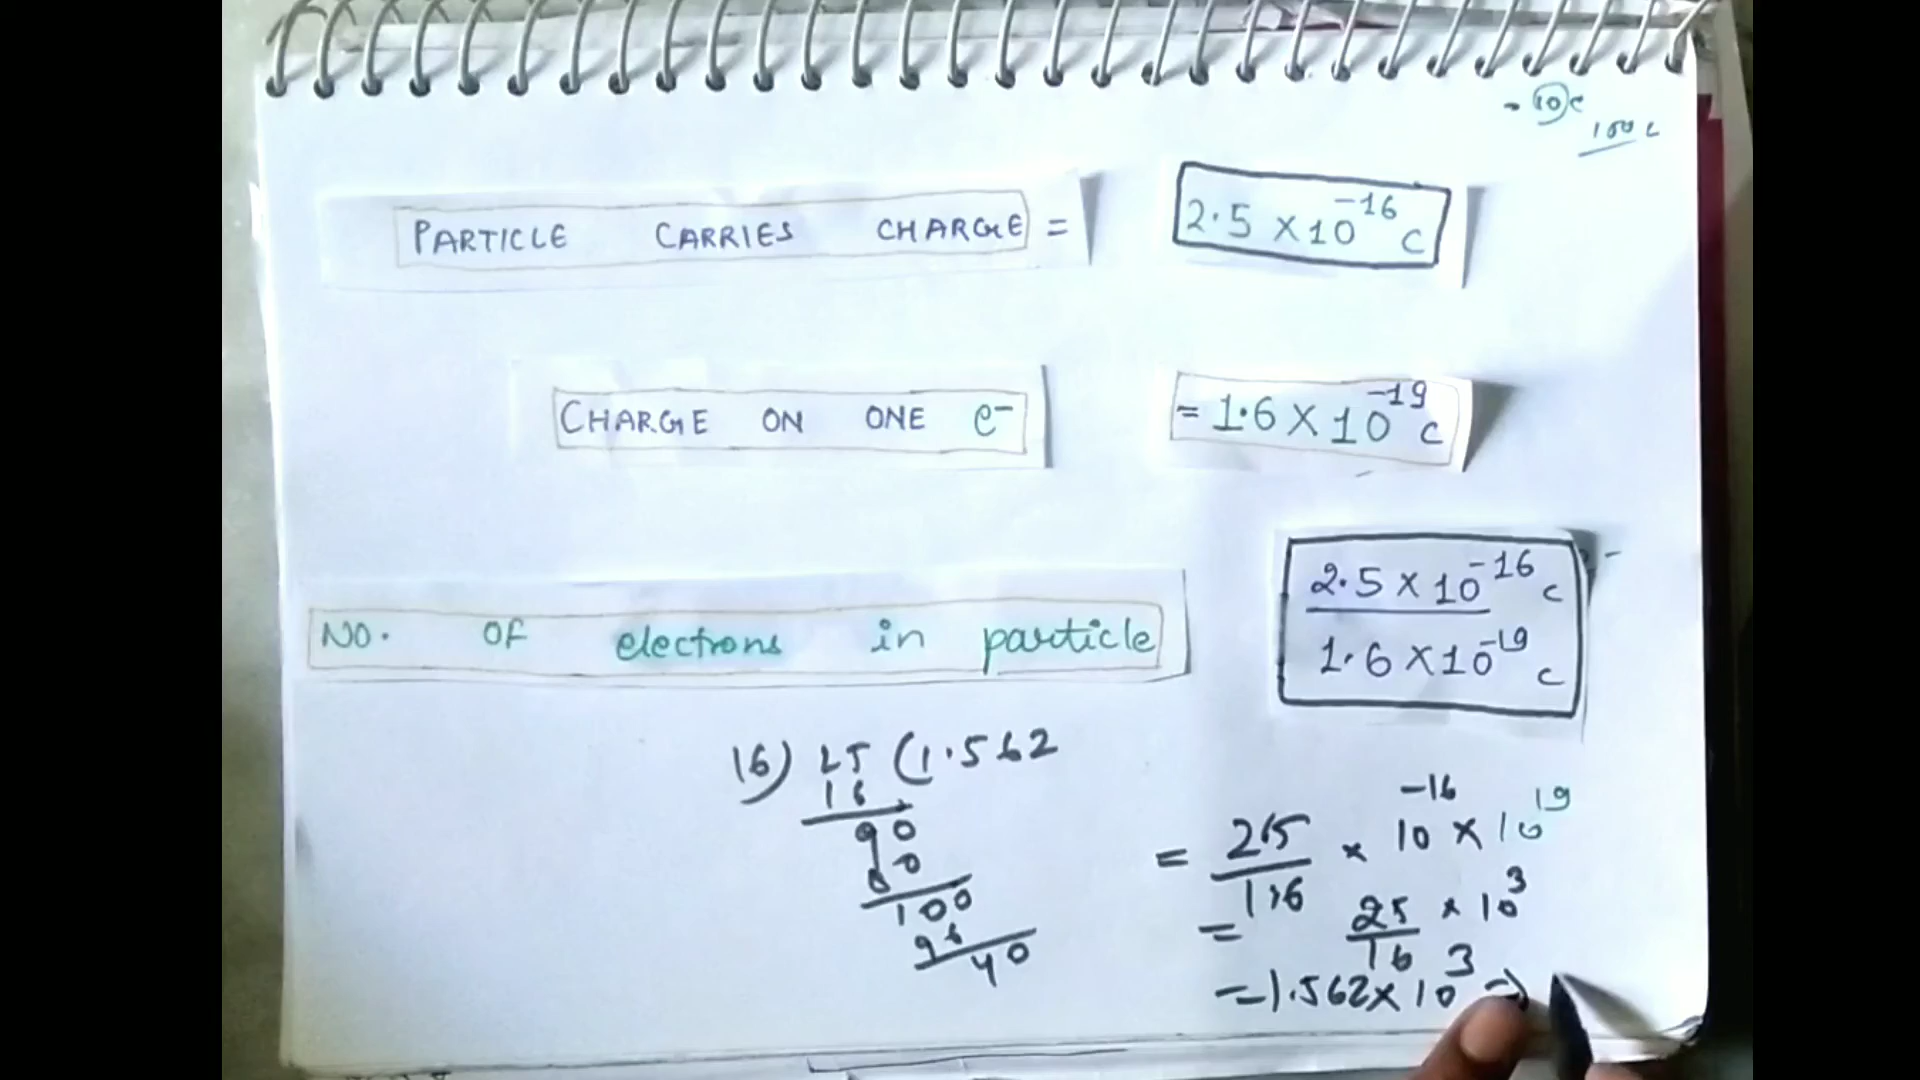 - 10 c
100 c
PARTICLE CARRIES CHARGE = 2.5 × 10⁻¹⁶ C
CHARGE ON ONE e⁻ = 1.6 × 10⁻¹⁹ C
NO. OF electrons in particle
2.5 × 10⁻¹⁶ C
1.6 × 10⁻¹⁹ C
16) 25 (1.562
16
90
80
100
96
40
= 2.5/1.6 × 10⁻¹⁶ × 10¹⁹
= 25/16 × 10³
= 1.562 × 10³ ⇒